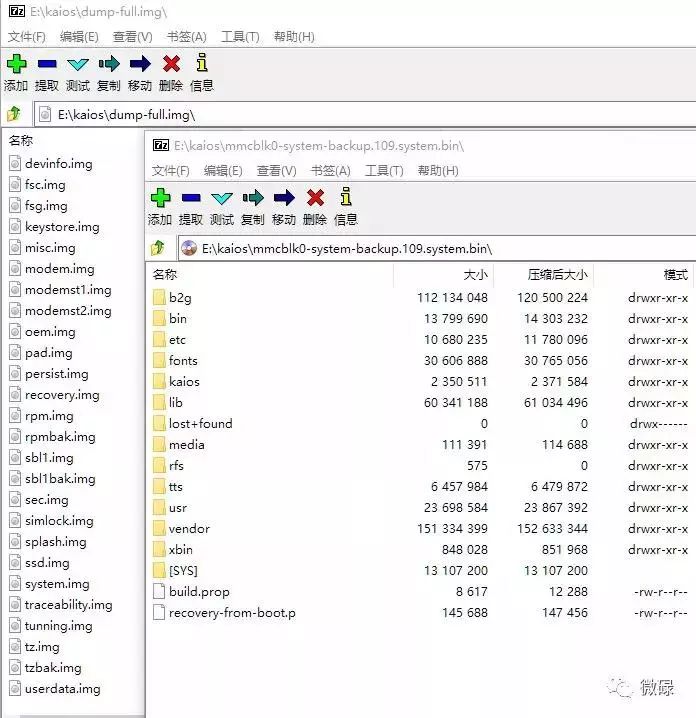 E:\kaios\dump-full.img\
文件(F) 编辑(E) 查看(V) 书签(A) 工具(T) 帮助(H)
添加 提取 测试 复制 移动 删除 信息
E:\kaios\dump-full.img\
名称
devinfo.img
fsc.img
fsg.img
keystore.img
misc.img
modem.img
modemst1.img
modemst2.img
oem.img
pad.img
persist.img
recovery.img
rpm.img
rpmbak.img
sbl1.img
sbl1bak.img
sec.img
simlock.img
splash.img
ssd.img
system.img
traceability.img
tunning.img
tz.img
tzbak.img
userdata.img
E:\kaios\mmcblk0-system-backup.109.system.bin\
文件(F) 编辑(E) 查看(V) 书签(A) 工具(T) 帮助(H)
添加 提取 测试 复制 移动 删除 信息
E:\kaios\mmcblk0-system-backup.109.system.bin\
名称 大小 压缩后大小 模式
b2g 112 134 048 120 500 224 drwxr-xr-x
bin 13 799 690 14 303 232 drwxr-xr-x
etc 10 680 235 11 780 096 drwxr-xr-x
fonts 30 606 888 30 765 056 drwxr-xr-x
kaios 2 350 511 2 371 584 drwxr-xr-x
lib 60 341 188 61 034 496 drwxr-xr-x
lost+found 0 0 drwx------
media 111 391 114 688 drwxr-xr-x
rfs 575 0 drwxr-xr-x
tts 6 457 984 6 479 872 drwxr-xr-x
usr 23 698 584 23 867 392 drwxr-xr-x
vendor 151 334 399 152 633 344 drwxr-xr-x
xbin 848 028 851 968 drwxr-xr-x
[SYS] 13 107 200 13 107 200
build.prop 8 617 12 288 -rw-r--r--
recovery-from-boot.p 145 688 147 456 -rw-r--r--
微碌